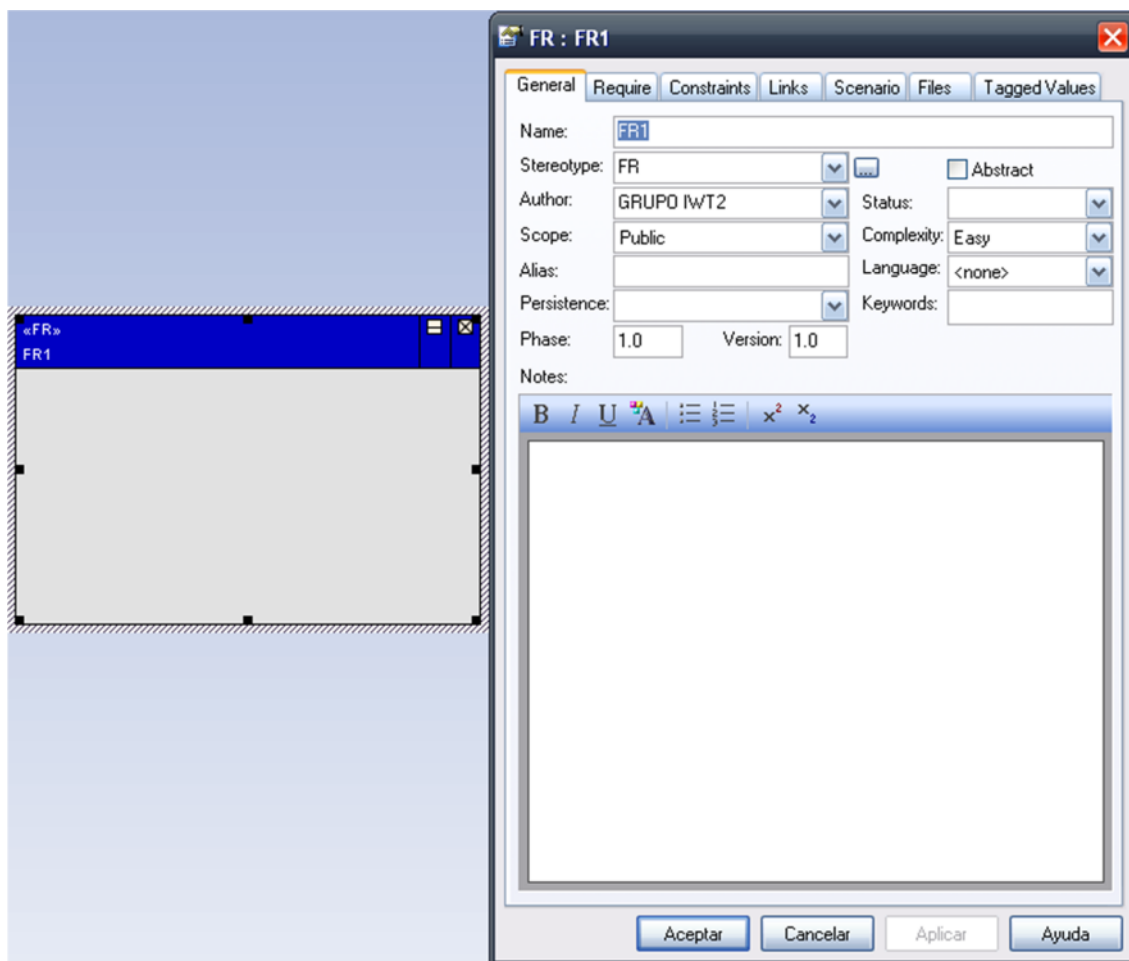 FR : FR1
General Require Constraints Links Scenario Files Tagged Values
Name: FR1
Stereotype: FR ... Abstract
Author: GRUPO IWT2 Status:
Scope: Public Complexity: Easy
Alias: Language: <none>
Persistence: Keywords:
Phase: 1.0 Version: 1.0
Notes:
B I U A x² x₂
«FR»
FR1
Aceptar Cancelar Aplicar Ayuda